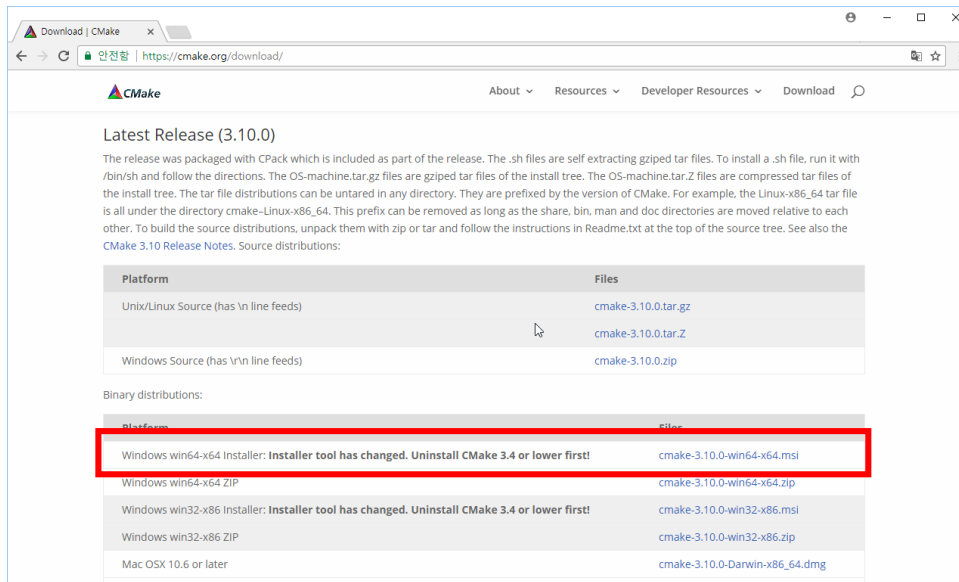 Download | CMake
안전함 | https://cmake.org/download/
CMake
About Resources Developer Resources Download
Latest Release (3.10.0)
The release was packaged with CPack which is included as part of the release. The .sh files are self extracting gziped tar files. To install a .sh file, run it with
/bin/sh and follow the directions. The OS-machine.tar.gz files are gziped tar files of the install tree. The OS-machine.tar.Z files are compressed tar files of
the install tree. The tar file distributions can be untared in any directory. They are prefixed by the version of CMake. For example, the Linux-x86_64 tar file
is all under the directory cmake–Linux-x86_64. This prefix can be removed as long as the share, bin, man and doc directories are moved relative to each
other. To build the source distributions, unpack them with zip or tar and follow the instructions in Readme.txt at the top of the source tree. See also the
CMake 3.10 Release Notes. Source distributions:
Platform Files
Unix/Linux Source (has \n line feeds) cmake-3.10.0.tar.gz
cmake-3.10.0.tar.Z
Windows Source (has \r\n line feeds) cmake-3.10.0.zip
Binary distributions:
Platform Files
Windows win64-x64 Installer: Installer tool has changed. Uninstall CMake 3.4 or lower first! cmake-3.10.0-win64-x64.msi
Windows win64-x64 ZIP cmake-3.10.0-win64-x64.zip
Windows win32-x86 Installer: Installer tool has changed. Uninstall CMake 3.4 or lower first! cmake-3.10.0-win32-x86.msi
Windows win32-x86 ZIP cmake-3.10.0-win32-x86.zip
Mac OSX 10.6 or later cmake-3.10.0-Darwin-x86_64.dmg